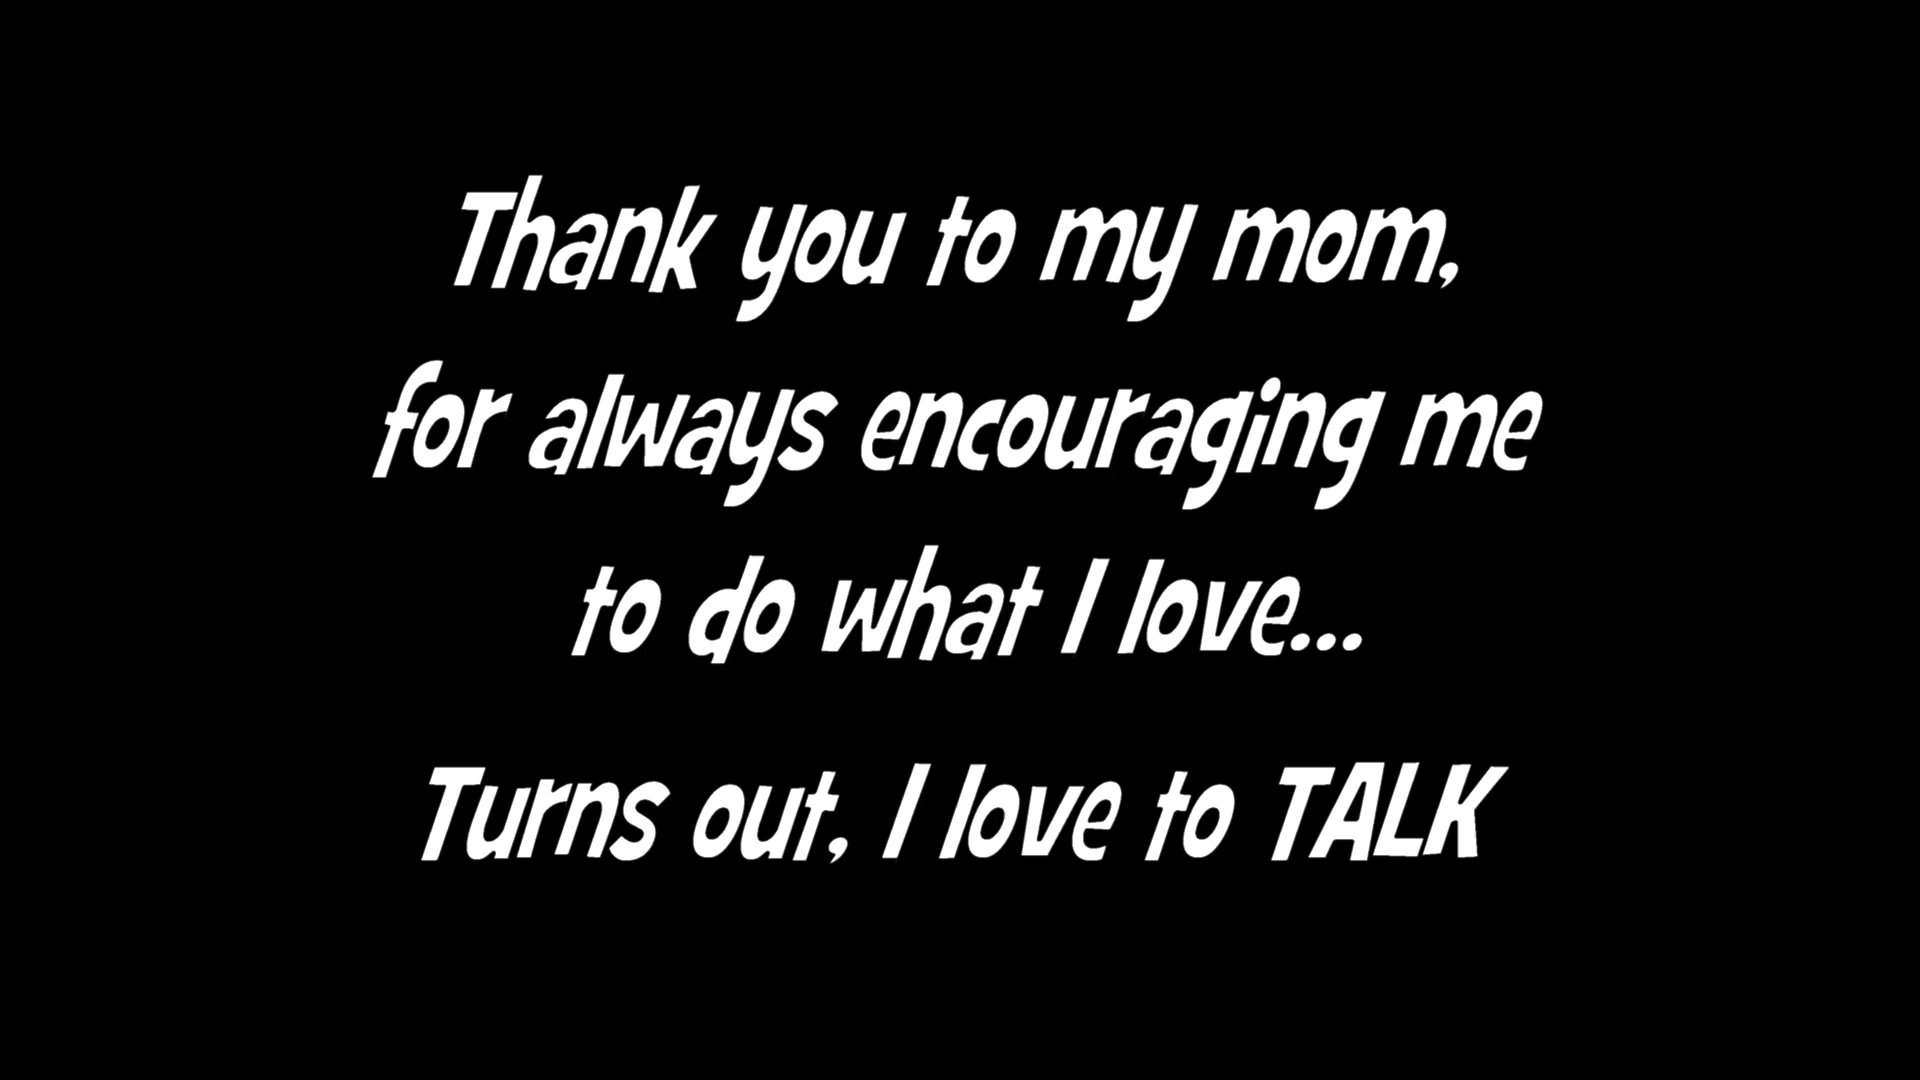 Thank you to my mom,
for always encouraging me
to do what I love...
Turns out, I love to TALK